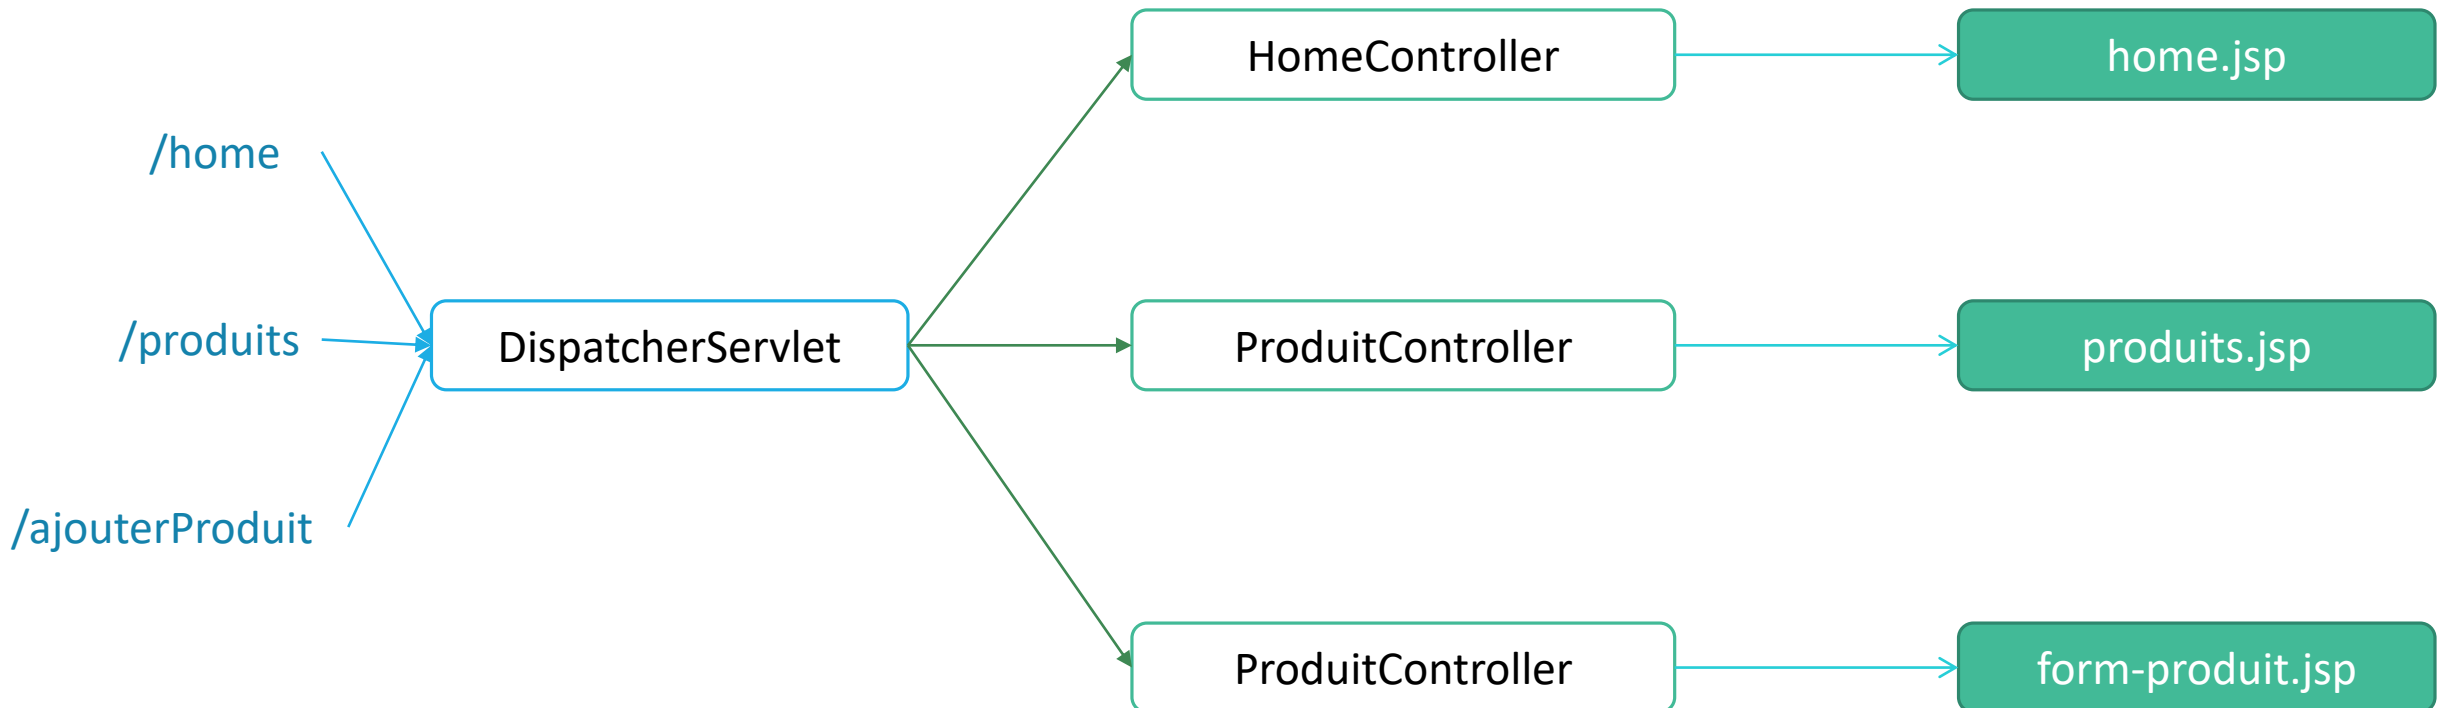 HomeController
home.jsp
/home
/produits
DispatcherServlet
ProduitController
produits.jsp
/ajouterProduit
ProduitController
form-produit.jsp